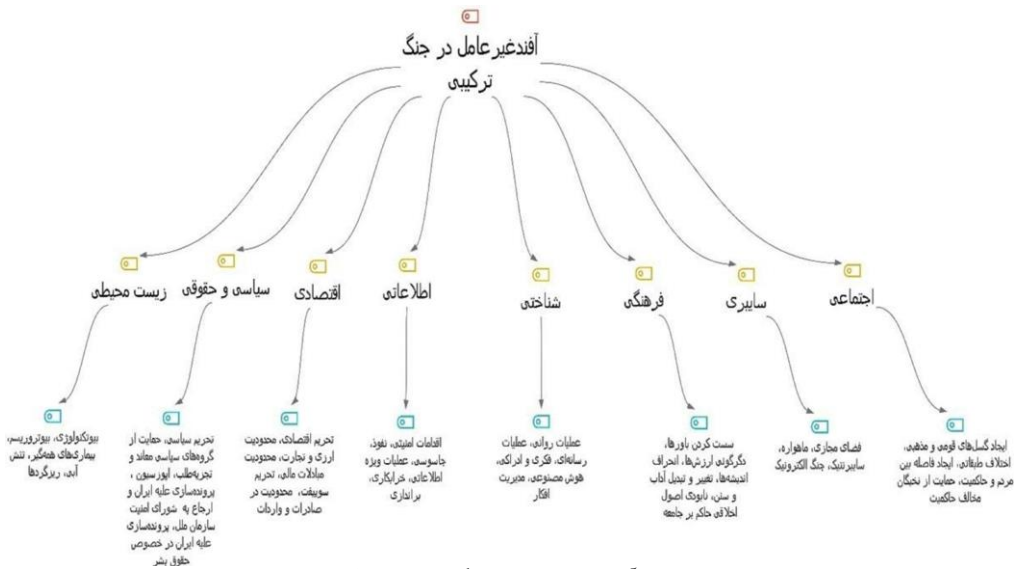 آفندغیرعامل در جنگ
ترکیبی
اجتماعی
سایبری
فرهنگی
شناختی
اطلاعاتی
اقتصادی
سیاسی و حقوقی
زیست محیطی
ایجاد گسل‌های قومی و مذهبی،
اختلاف طبقاتی، ایجاد فاصله بین
مردم و حاکمیت، حمایت از نخبگان
مخالف حاکمیت
فضای مجازی، ماهواره،
سایبرنتیک، جنگ الکترونیک
سست کردن باورها،
دگرگونی ارزش‌ها، انحراف
اندیشه‌ها، تغییر و تبدیل آداب
و سنن، نابودی اصول
اخلاقی حاکم بر جامعه
عملیات روانی، عملیات
رسانه‌ای، فکری و ادراکی،
هوش مصنوعی، مدیریت
افکار
اقدامات امنیتی، نفوذ،
جاسوسی، عملیات ویژه
اطلاعاتی، خرابکاری،
براندازی
تحریم اقتصادی، محدودیت
ارزی و تجارت، محدودیت
مبادلات مالی، تحریم
سوییفت، محدودیت در
صادرات و واردات
تحریم سیاسی، حمایت از
گروه‌های سیاسی معاند و
تجزیه‌طلب، اپوزسیون ،
پرونده‌سازی علیه ایران و
ارجاع به شورای امنیت
سازمان ملل، پرونده‌سازی
علیه ایران در خصوص
حقوق بشر
بیوتکنولوژی، بیوتروریسم،
بیماری‌های همه‌گیر، تنش
آبی، ریزگردها